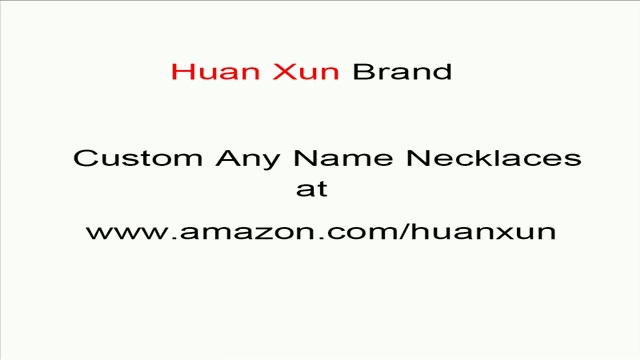 Huan Xun Brand
Custom Any Name Necklaces
at
www.amazon.com/huanxun